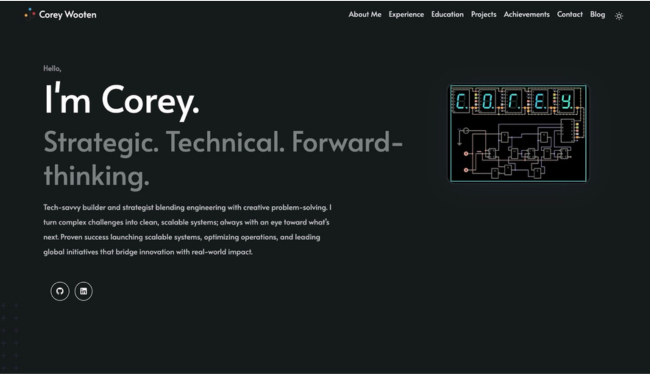 Corey Wooten
About Me Experience Education Projects Achievements Contact Blog
Hello,
I'm Corey.
Strategic. Technical. Forward-
thinking.
Tech-savvy builder and strategist blending engineering with creative problem-solving. I
turn complex challenges into clean, scalable systems; always with an eye toward what's
next. Proven success launching scalable systems, optimizing operations, and leading
global initiatives that bridge innovation with real-world impact.
C.O.r.E.y.